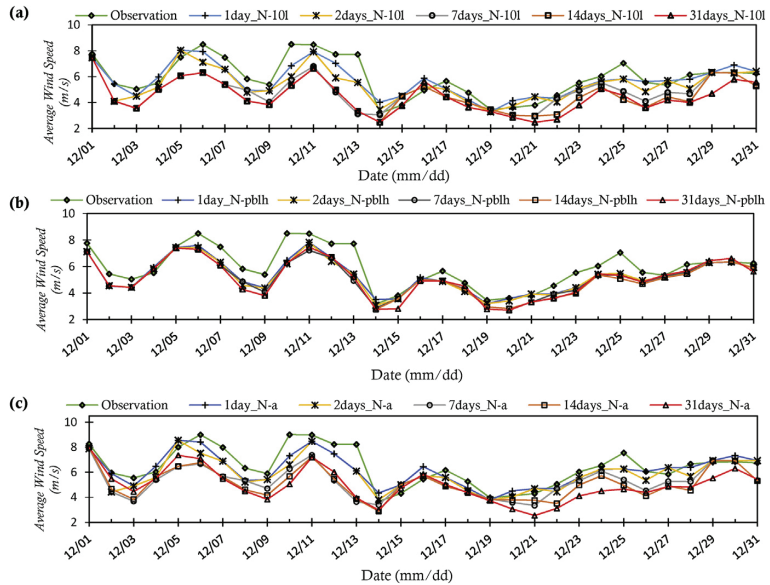 (a)
Observation 1day_N-10l 2days_N-10l 7days_N-10l 14days_N-10l 31days_N-10l
Average Wind Speed
(m/s)
10
8
6
4
2
12/01 12/03 12/05 12/07 12/09 12/11 12/13 12/15 12/17 12/19 12/21 12/23 12/25 12/27 12/29 12/31
Date (mm/dd)
(b)
Observation 1day_N-pblh 2days_N-pblh 7days_N-pblh 14days_N-pblh 31days_N-pblh
Average Wind Speed
(m/s)
10
8
6
4
2
12/01 12/03 12/05 12/07 12/09 12/11 12/13 12/15 12/17 12/19 12/21 12/23 12/25 12/27 12/29 12/31
Date (mm/dd)
(c)
Observation 1day_N-a 2days_N-a 7days_N-a 14days_N-a 31days_N-a
Average Wind Speed
(m/s)
10
8
6
4
2
12/01 12/03 12/05 12/07 12/09 12/11 12/13 12/15 12/17 12/19 12/21 12/23 12/25 12/27 12/29 12/31
Date (mm/dd)